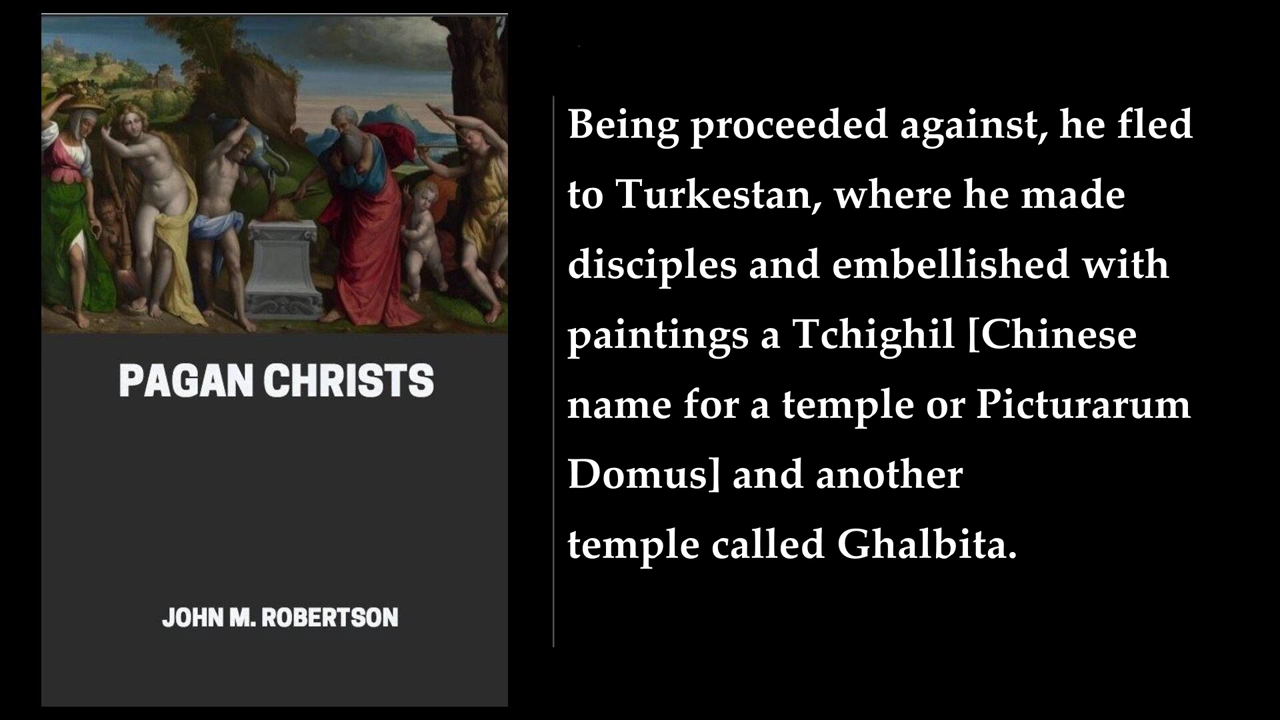 PAGAN CHRISTS
JOHN M. ROBERTSON
Being proceeded against, he fled
to Turkestan, where he made
disciples and embellished with
paintings a Tchighil [Chinese
name for a temple or Picturarum
Domus] and another
temple called Ghalbita.